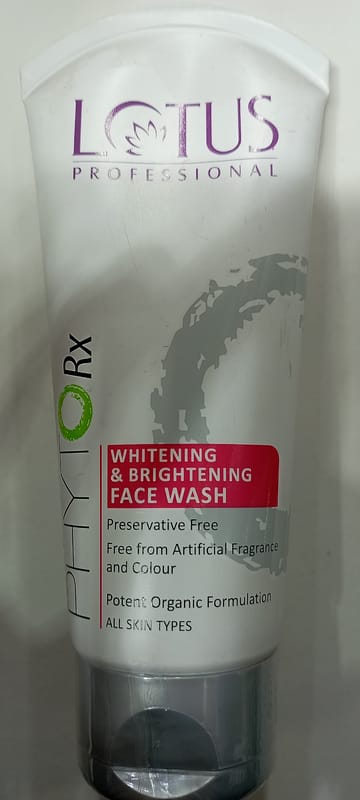 LOTUS
PROFESSIONAL
PHYTO Rx
WHITENING
& BRIGHTENING
FACE WASH
Preservative Free
Free from Artificial Fragrance
and Colour
Potent Organic Formulation
ALL SKIN TYPES